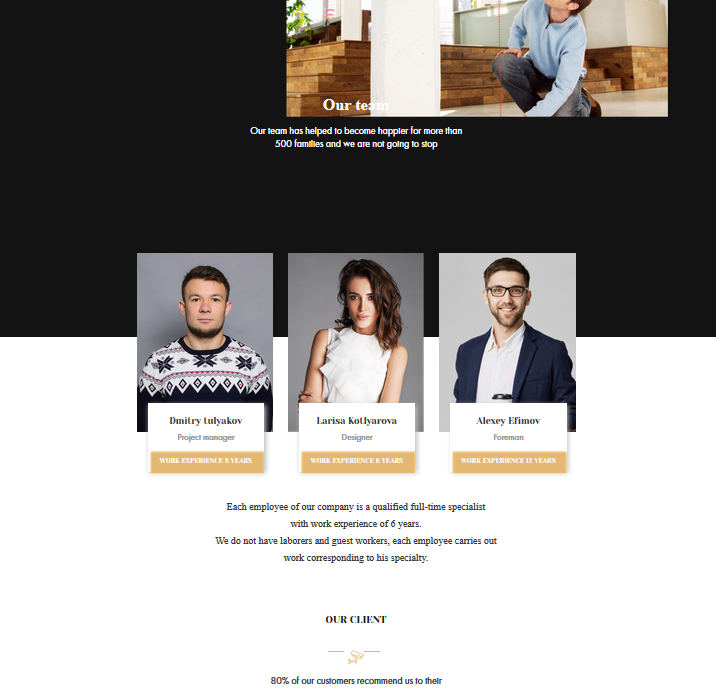 Our team
Our team has helped to become happier for more than
500 families and we are not going to stop
Dmitry tulyakov
Project manager
WORK EXPERIENCE 8 YEARS
Larisa Kotlyarova
Designer
WORK EXPERIENCE 6 YEARS
Alexey Efimov
Foreman
WORK EXPERIENCE 12 YEARS
Each employee of our company is a qualified full-time specialist
with work experience of 6 years.
We do not have laborers and guest workers, each employee carries out
work corresponding to his specialty.
OUR CLIENT
80% of our customers recommend us to their